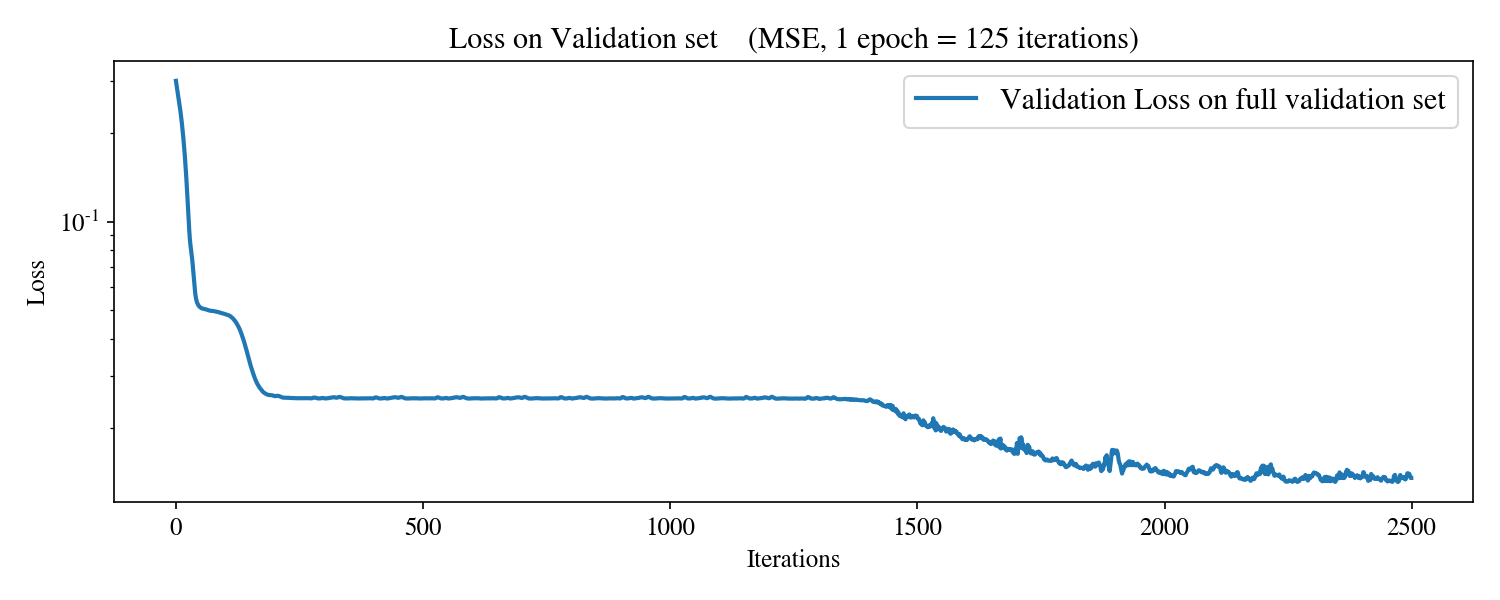 Loss on Validation set (MSE, 1 epoch = 125 iterations)
Validation Loss on full validation set
10-1
Loss
0 500 1000 1500 2000 2500
Iterations